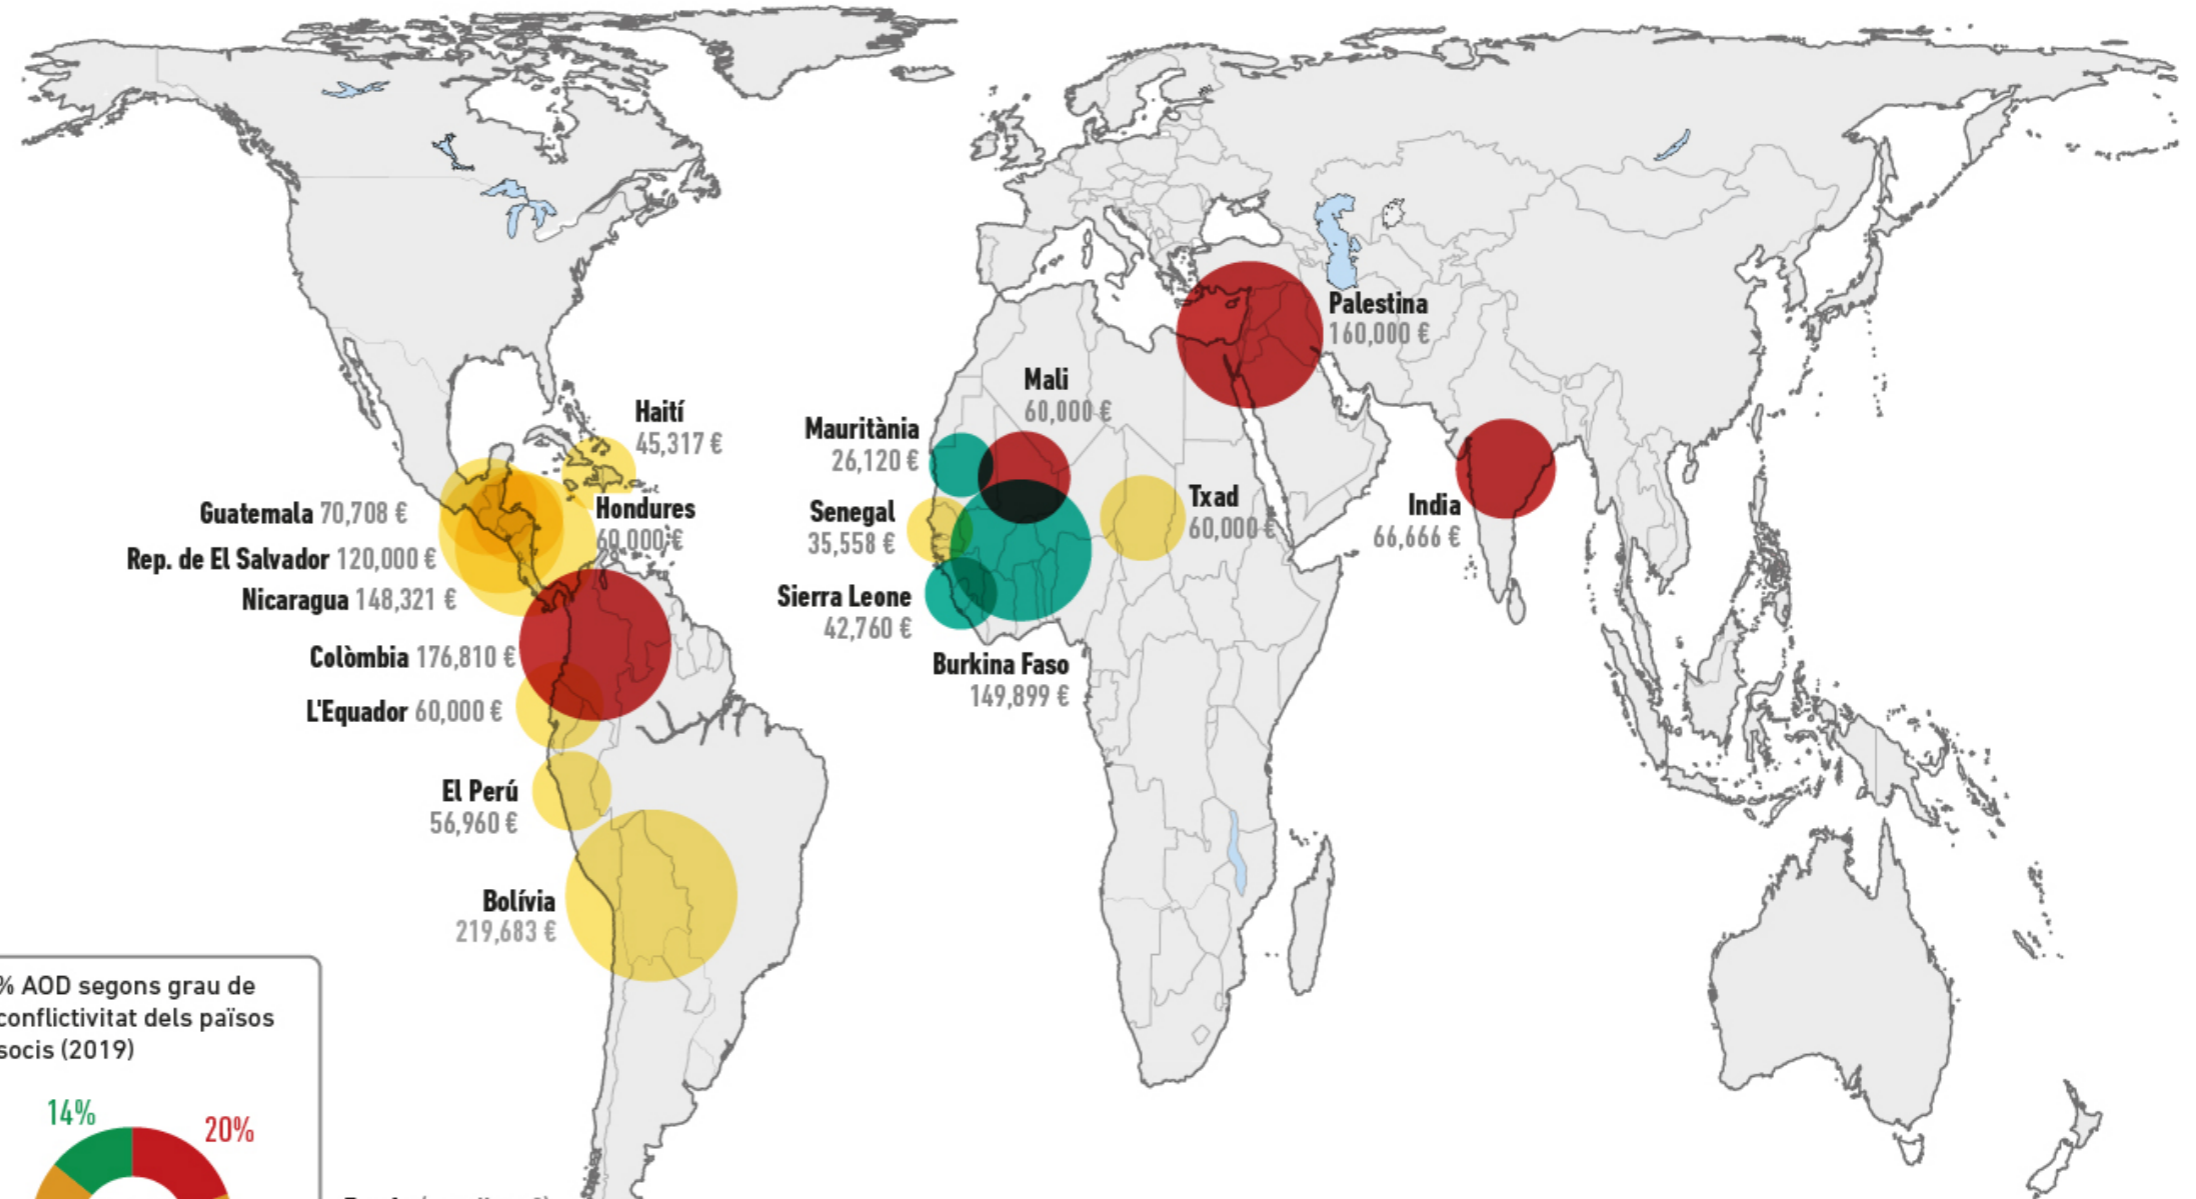 Palestina
160,000 €
Mali
60,000 €
Haití
45,317 €
Mauritània
26,120 €
Guatemala 70,708 €
Hondures
60,000 €
Senegal
35,558 €
Txad
60,000 €
India
66,666 €
Rep. de El Salvador 120,000 €
Nicaragua 148,321 €
Sierra Leone
42,760 €
Colòmbia 176,810 €
Burkina Faso
149,899 €
L'Equador 60,000 €
El Perú
56,960 €
Bolívia
219,683 €
% AOD segons grau de
conflictivitat dels països
socis (2019)
14%
20%